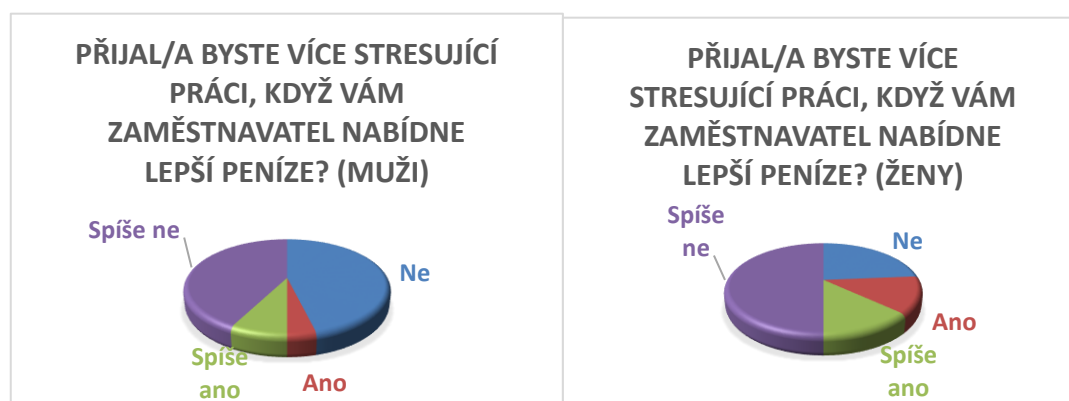 PŘIJAL/A BYSTE VÍCE STRESUJÍCÍ
PRÁCI, KDYŽ VÁM
ZAMĚSTNAVATEL NABÍDNE
LEPŠÍ PENÍZE? (MUŽI)
Spíše ne
Ne
Spíše
ano
Ano
PŘIJAL/A BYSTE VÍCE
STRESUJÍCÍ PRÁCI, KDYŽ VÁM
ZAMĚSTNAVATEL NABÍDNE
LEPŠÍ PENÍZE? (ŽENY)
Spíše
ne
Ne
Ano
Spíše
ano